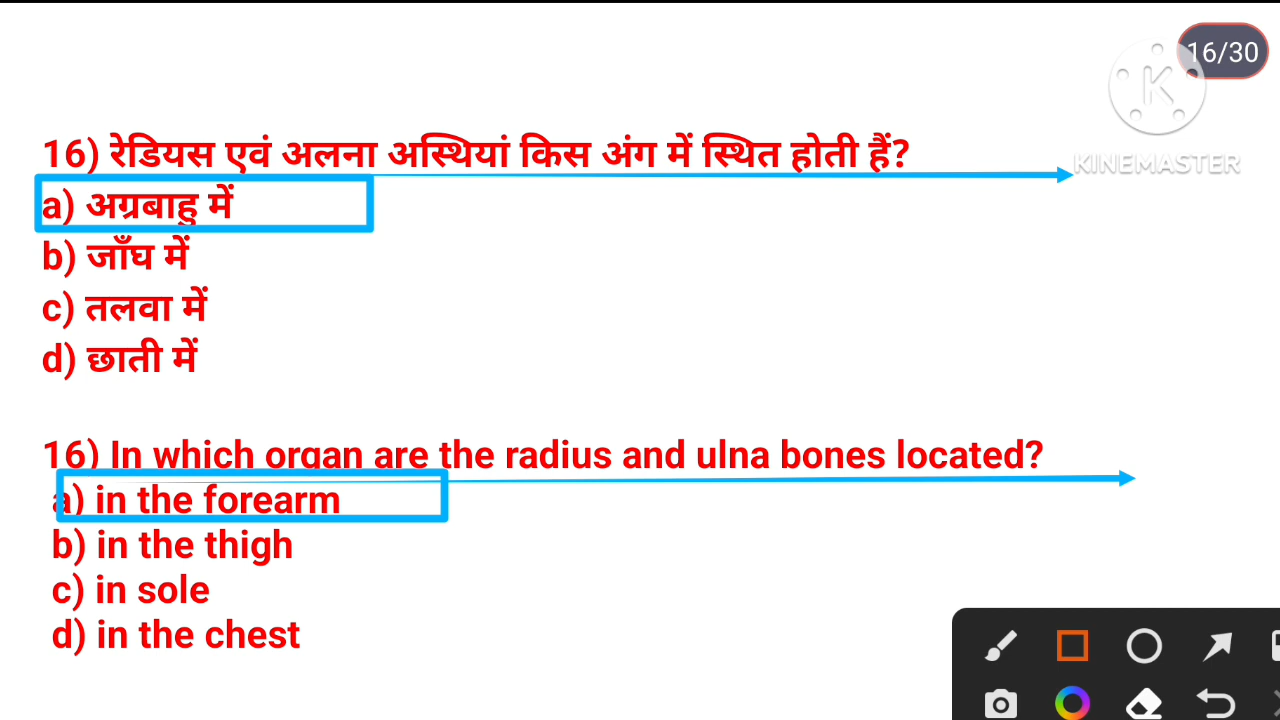 16/30
KINEMASTER
16) रेडियस एवं अलना अस्थियां किस अंग में स्थित होती हैं?
a) अग्रबाहु में
b) जाँघ में
c) तलवा में
d) छाती में
16) In which organ are the radius and ulna bones located?
a) in the forearm
b) in the thigh
c) in sole
d) in the chest